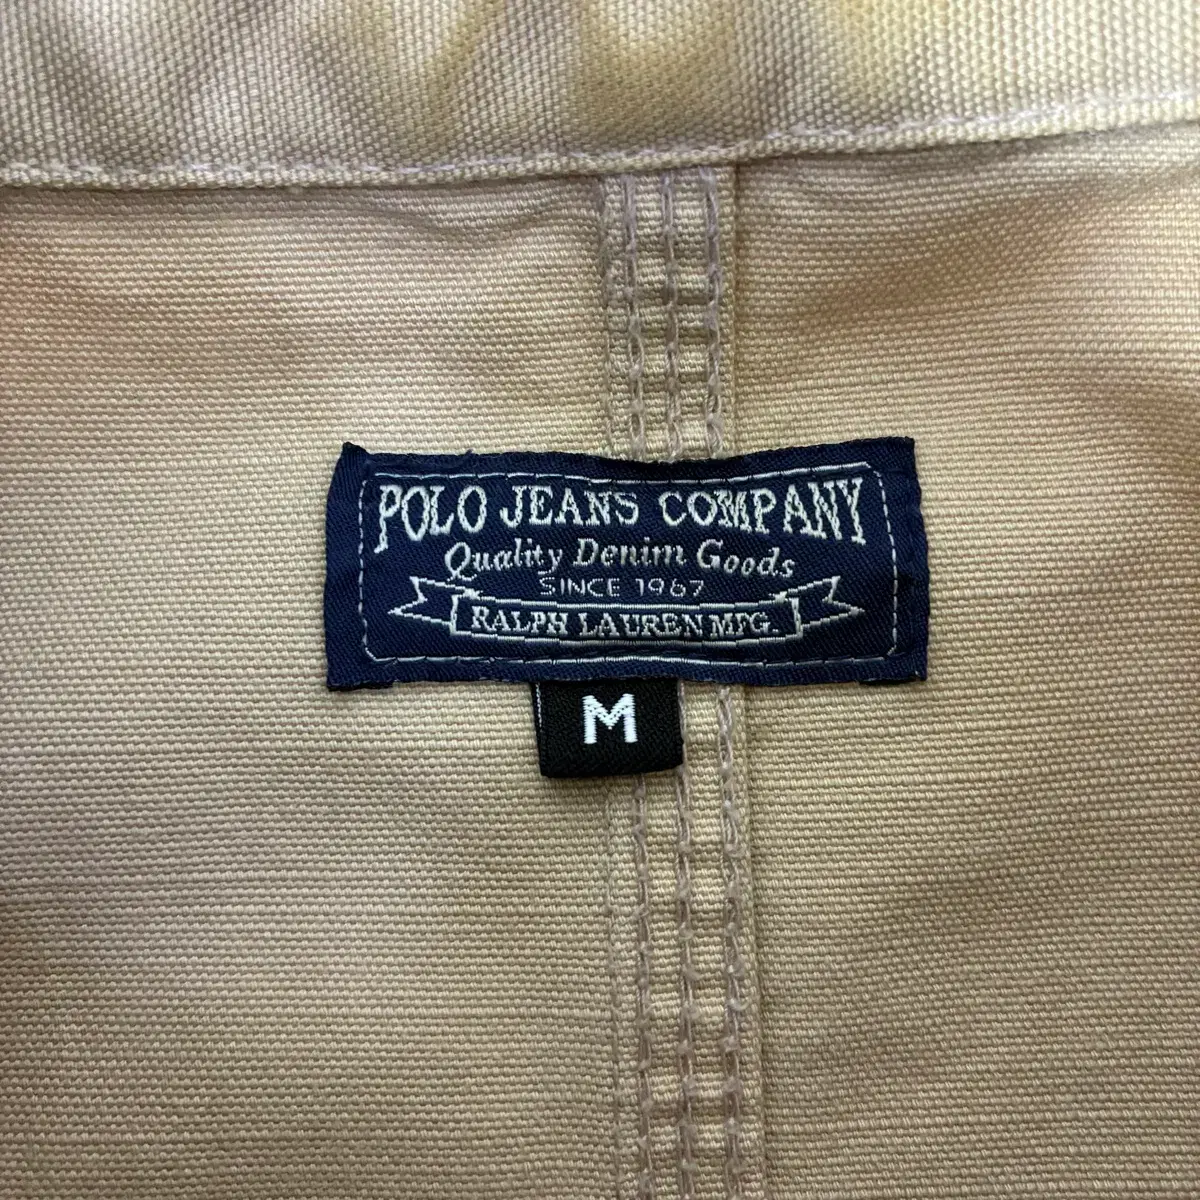 POLO JEANS COMPANY
Quality Denim Goods
SINCE 1967
RALPH LAUREN MFG.
M